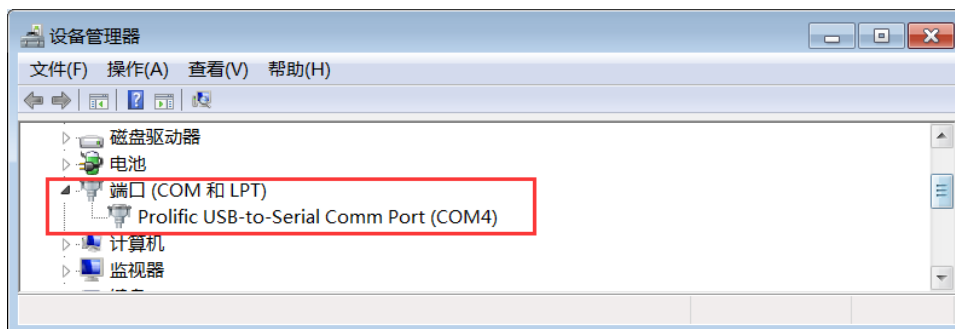 设备管理器
文件(F) 操作(A) 查看(V) 帮助(H)
磁盘驱动器
电池
端口 (COM 和 LPT)
Prolific USB-to-Serial Comm Port (COM4)
计算机
监视器